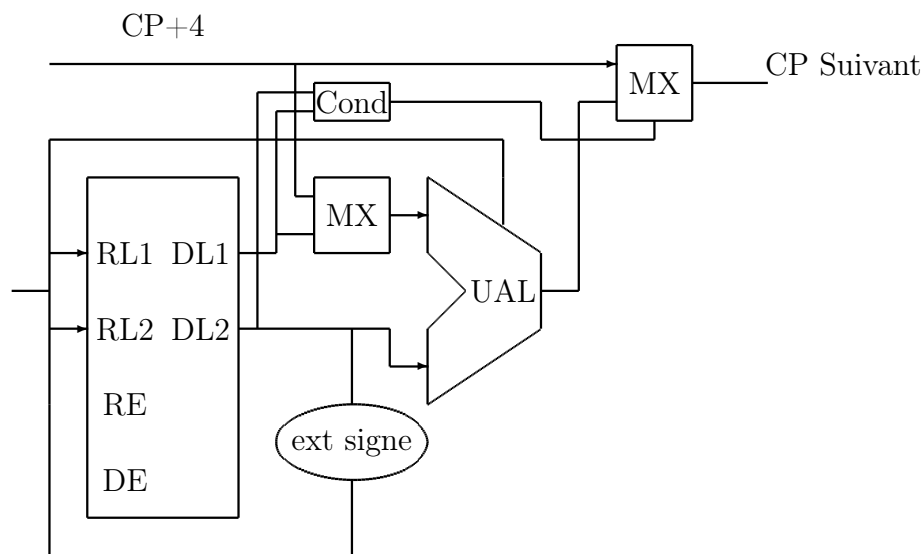 CP+4
CP Suivant
MX
Cond
MX
RL1 DL1
UAL
RL2 DL2
RE
ext signe
DE